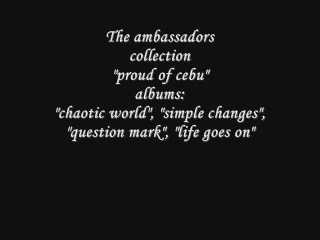 The ambassadors
collection
"proud of cebu"
albums:
"chaotic world", "simple changes",
"question mark", "life goes on"